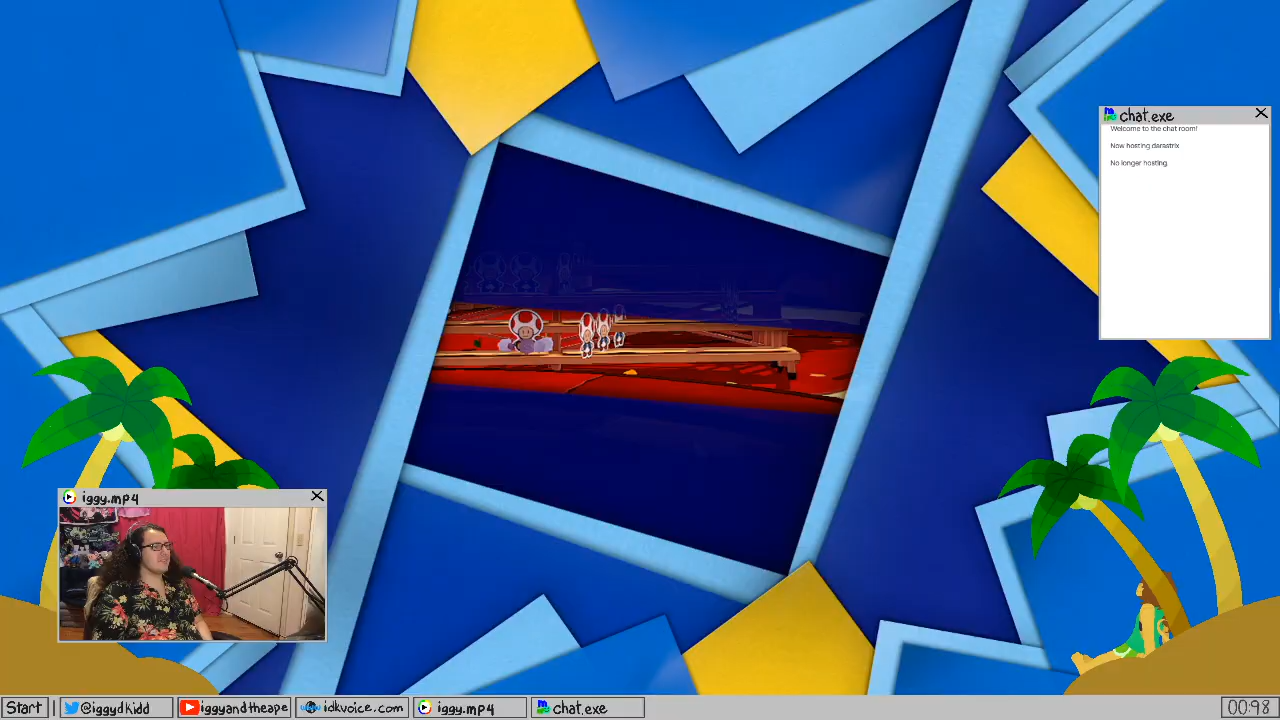 chat.exe
Welcome to the chat room!
Now hosting darastrix
No longer hosting.
iggy.mp4
Start | @iggydkidd iggyandtheape www idkvoice.com iggy.mp4 chat.exe 00:98